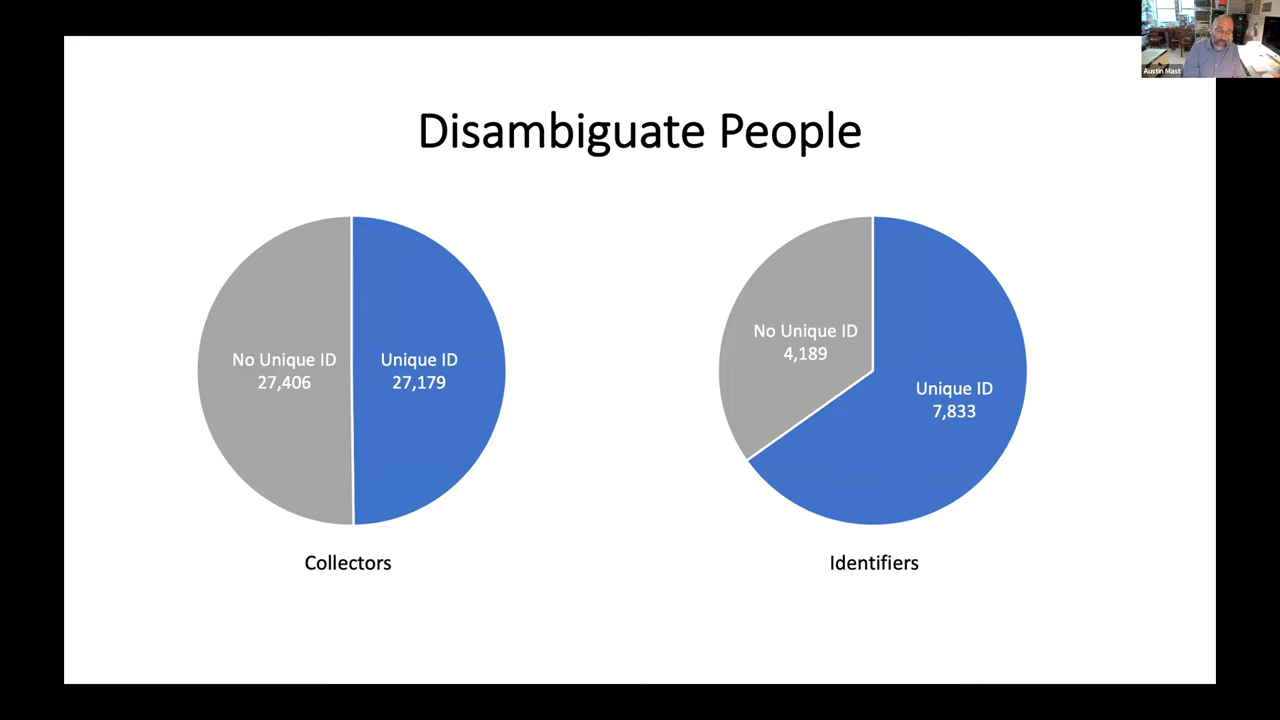 Austin Mast
Disambiguate People
No Unique ID
27,406
Unique ID
27,179
No Unique ID
4,189
Unique ID
7,833
Collectors
Identifiers